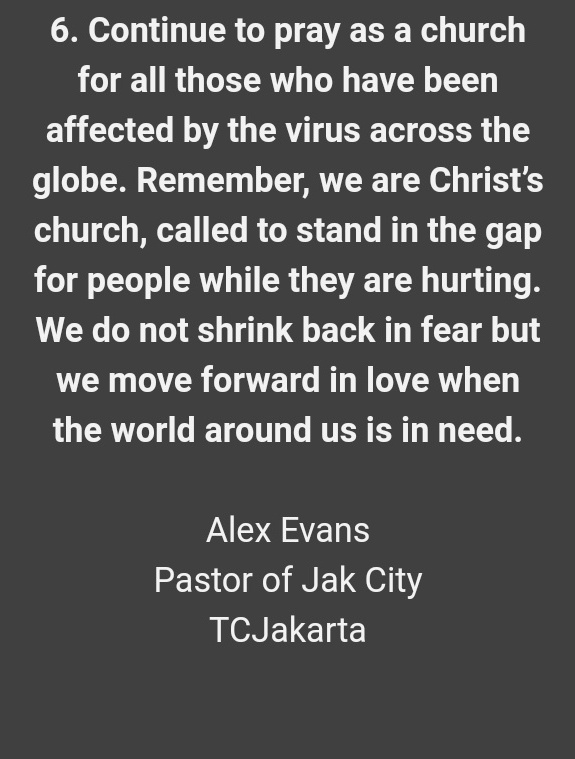 6. Continue to pray as a church
for all those who have been
affected by the virus across the
globe. Remember, we are Christ’s
church, called to stand in the gap
for people while they are hurting.
We do not shrink back in fear but
we move forward in love when
the world around us is in need.
Alex Evans
Pastor of Jak City
TCJakarta